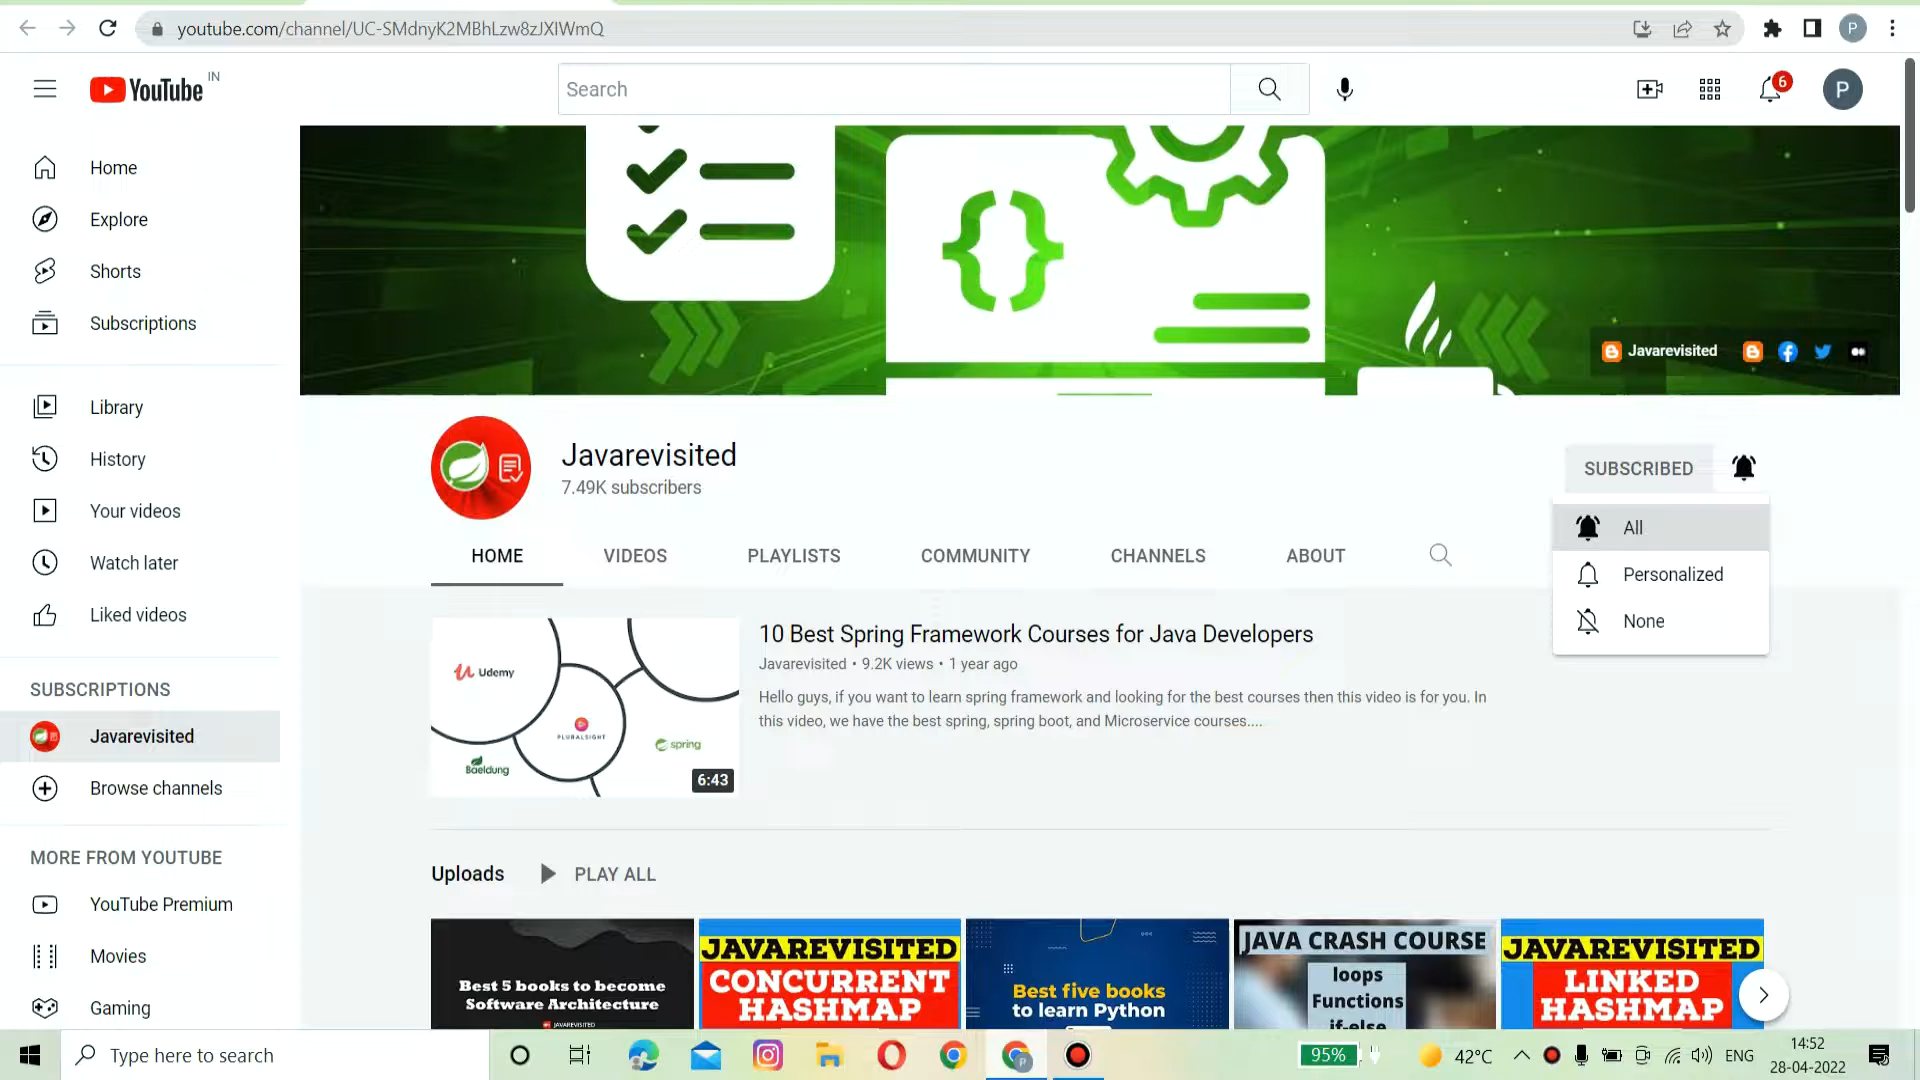 youtube.com/channel/UC-SMdnyK2MBhLzw8zJXIWmQ
P
YouTube IN
Search
6
P
Home
Explore
Shorts
Subscriptions
Library
History
Your videos
Watch later
Liked videos
SUBSCRIPTIONS
Javarevisited
Browse channels
MORE FROM YOUTUBE
YouTube Premium
Movies
Gaming
{}
Javarevisited
Javarevisited
7.49K subscribers
SUBSCRIBED
All
Personalized
None
HOME VIDEOS PLAYLISTS COMMUNITY CHANNELS ABOUT
Udemy
PLURALSIGHT
spring
Baeldung
6:43
10 Best Spring Framework Courses for Java Developers
Javarevisited • 9.2K views • 1 year ago
Hello guys, if you want to learn spring framework and looking for the best courses then this video is for you. In
this video, we have the best spring, spring boot, and Microservice courses....
Uploads PLAY ALL
Best 5 books to become
Software Architecture
JAVAREVISITED
JAVAREVISITED
CONCURRENT
HASHMAP
Best five books
to learn Python
JAVA CRASH COURSE
loops
Functions
if-else
JAVAREVISITED
LINKED
HASHMAP
Type here to search
P
95%
42°C
ENG
14:52
28-04-2022